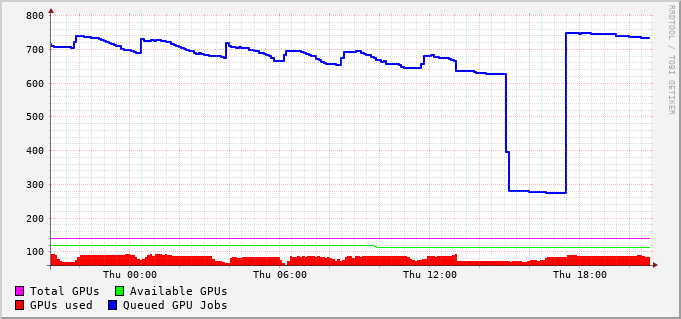 800
700
600
500
400
300
200
100
Thu 00:00 Thu 06:00 Thu 12:00 Thu 18:00
Total GPUs Available GPUs
GPUs used Queued GPU Jobs
RRDTOOL / TOBI OETIKER